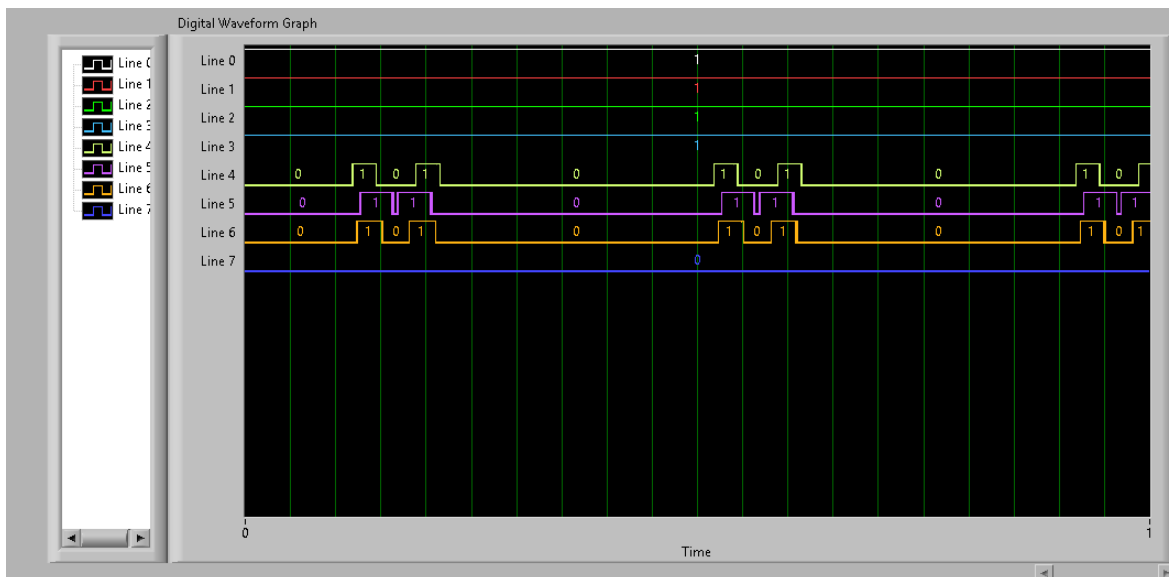 Digital Waveform Graph
Line 0
Line 1
Line 2
Line 3
Line 4
Line 5
Line 6
Line 7
Line 0 1
Line 1 1
Line 2 1
Line 3 1
Line 4 0 1 0 1 0 1 0 1 0 1 0
Line 5 0 1 1 0 1 1 0 1 1
Line 6 0 1 0 1 0 1 0 1 0 1 0 1
Line 7 0
0 1
Time